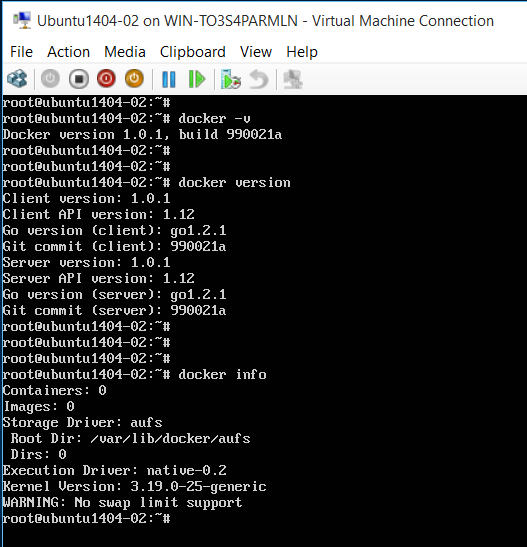 Ubuntu1404-02 on WIN-TO3S4PARMLN - Virtual Machine Connection
File Action Media Clipboard View Help
root@ubuntu1404-02:~#
root@ubuntu1404-02:~# docker -v
Docker version 1.0.1, build 990021a
root@ubuntu1404-02:~#
root@ubuntu1404-02:~#
root@ubuntu1404-02:~# docker version
Client version: 1.0.1
Client API version: 1.12
Go version (client): go1.2.1
Git commit (client): 990021a
Server version: 1.0.1
Server API version: 1.12
Go version (server): go1.2.1
Git commit (server): 990021a
root@ubuntu1404-02:~#
root@ubuntu1404-02:~#
root@ubuntu1404-02:~#
root@ubuntu1404-02:~# docker info
Containers: 0
Images: 0
Storage Driver: aufs
 Root Dir: /var/lib/docker/aufs
 Dirs: 0
Execution Driver: native-0.2
Kernel Version: 3.19.0-25-generic
WARNING: No swap limit support
root@ubuntu1404-02:~#